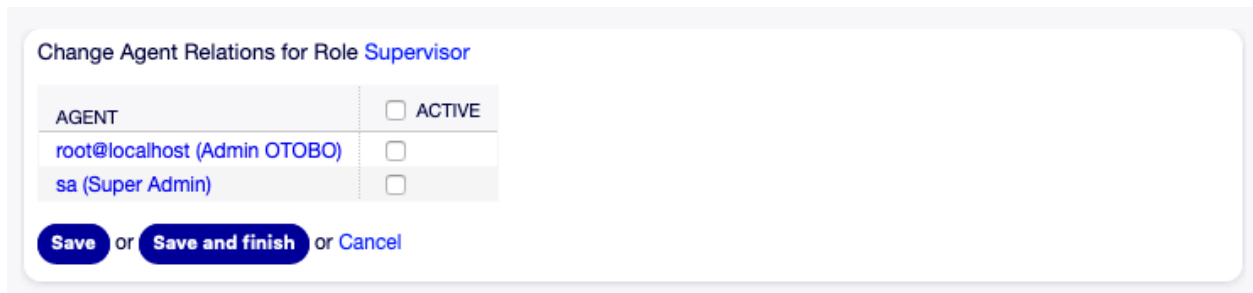 Change Agent Relations for Role Supervisor
AGENT ACTIVE
root@localhost (Admin OTOBO)
sa (Super Admin)
Save or Save and finish or Cancel